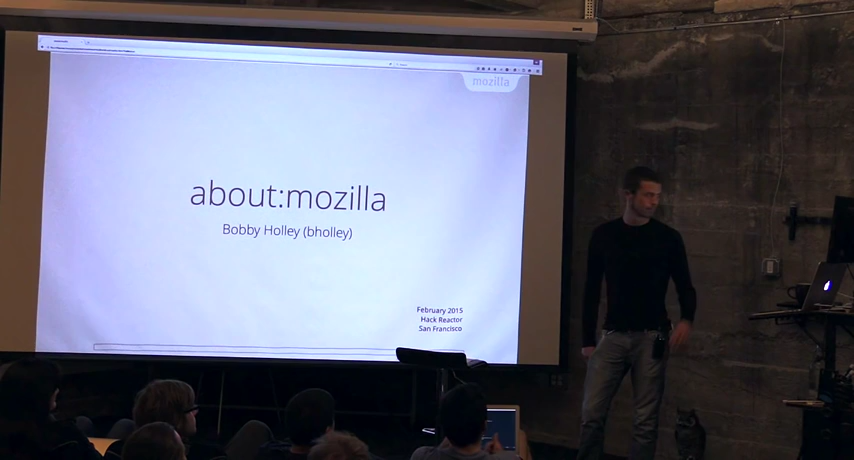 mozilla
about:mozilla
Bobby Holley (bholley)
February 2015
Hack Reactor
San Francisco